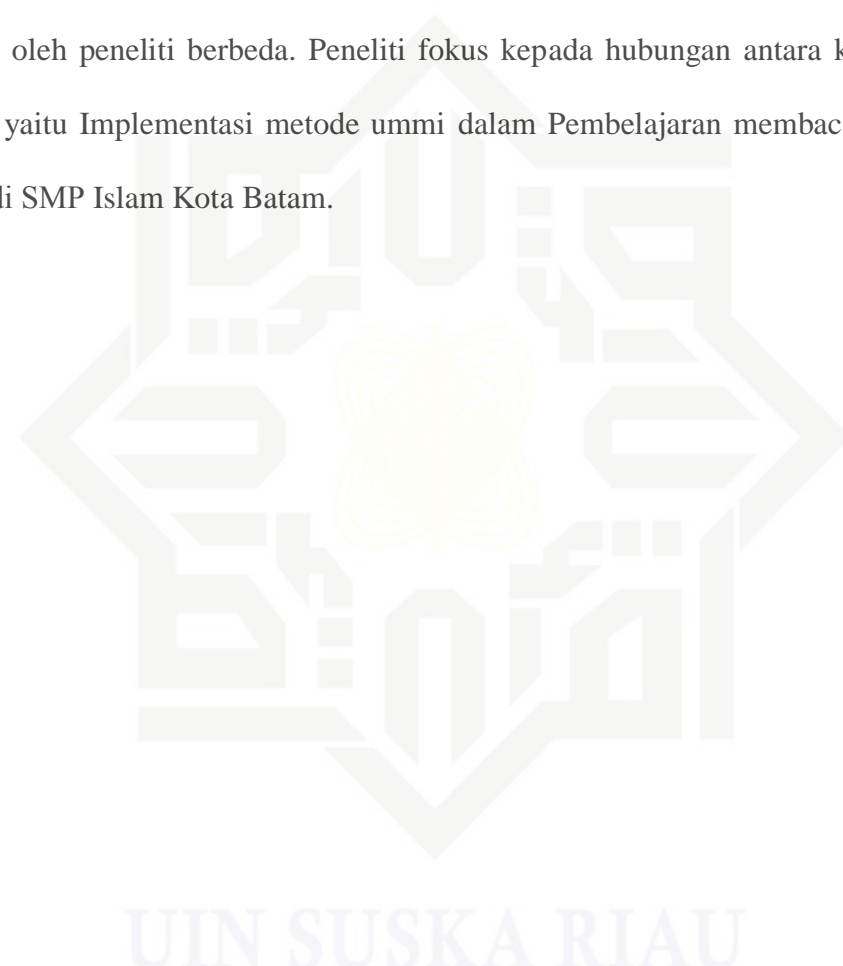 oleh peneliti berbeda. Peneliti fokus kepada hubungan antara
yaitu Implementasi metode ummi dalam Pembelajaran
di SMP Islam Kota Batam.
UIN SUSKA RIAU